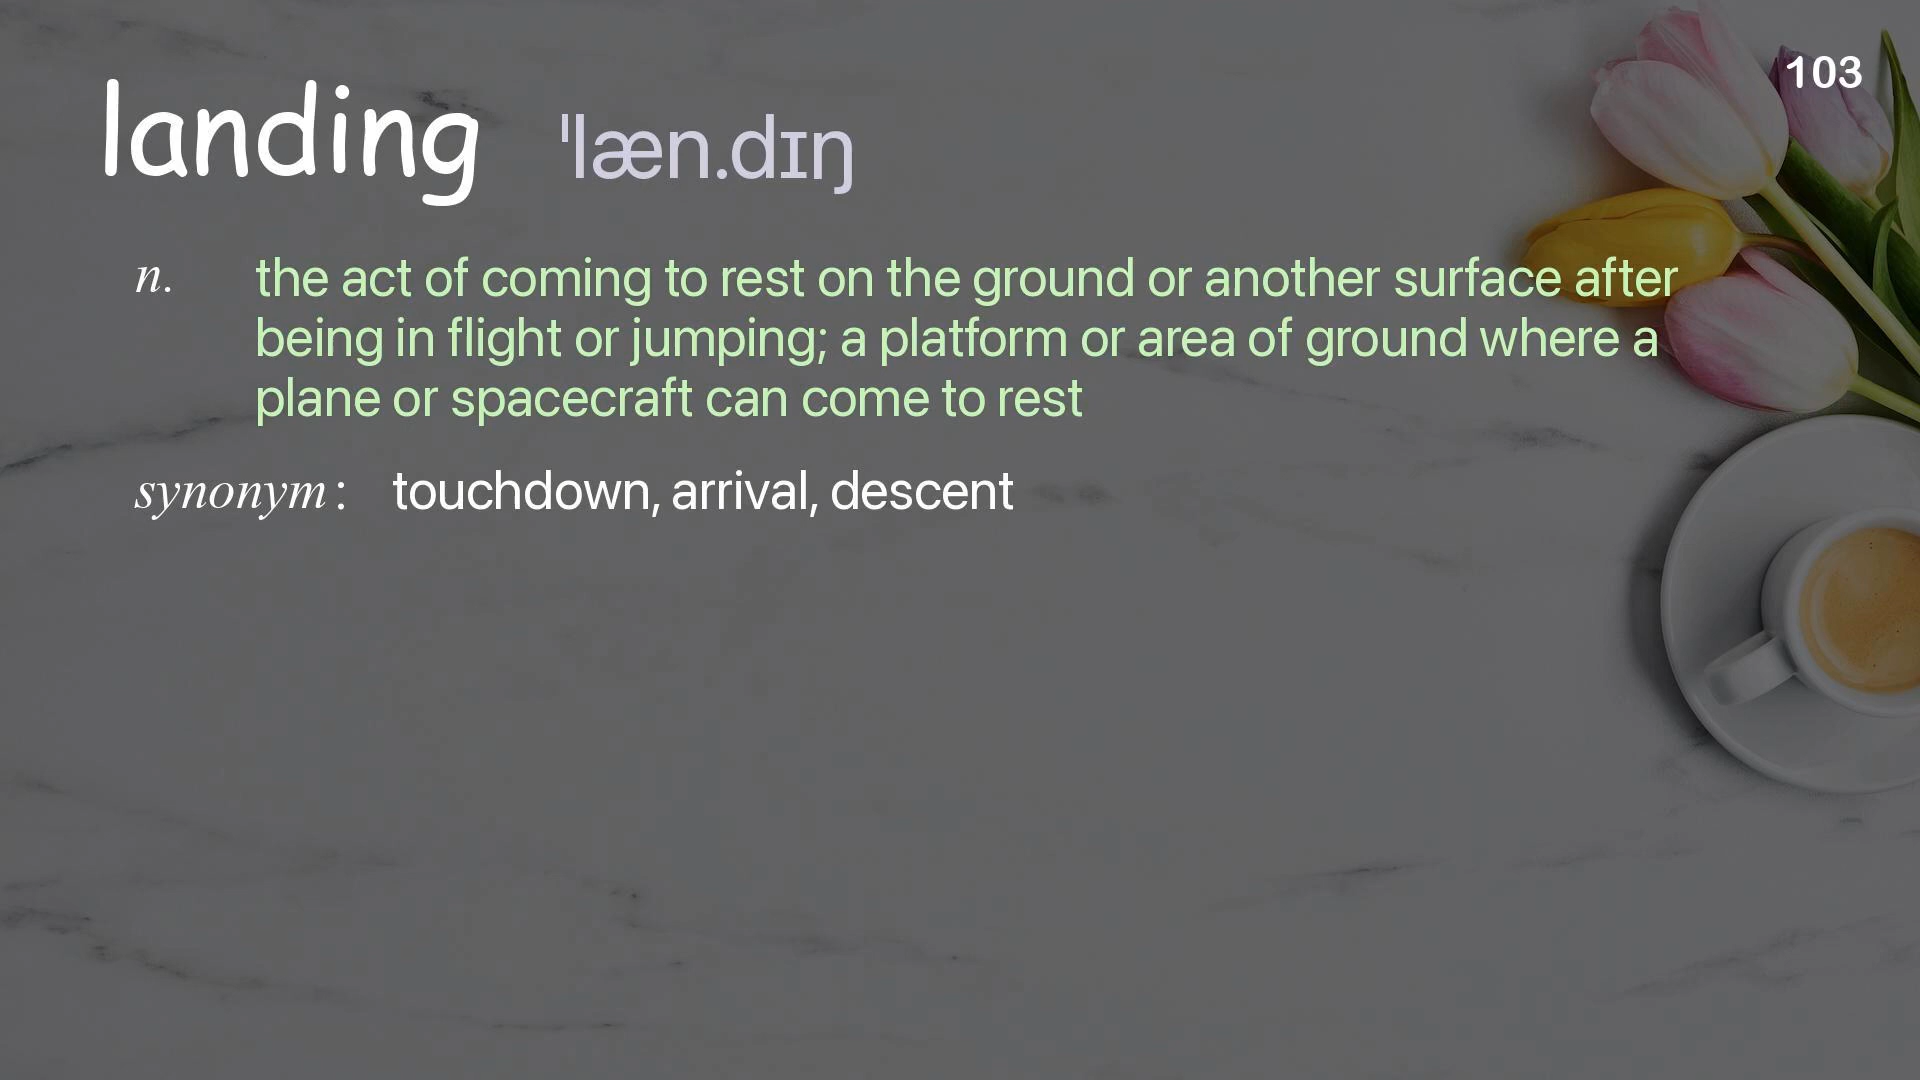 103
landing ˈlæn.dɪŋ
n. the act of coming to rest on the ground or another surface after
being in flight or jumping; a platform or area of ground where a
plane or spacecraft can come to rest
synonym: touchdown, arrival, descent